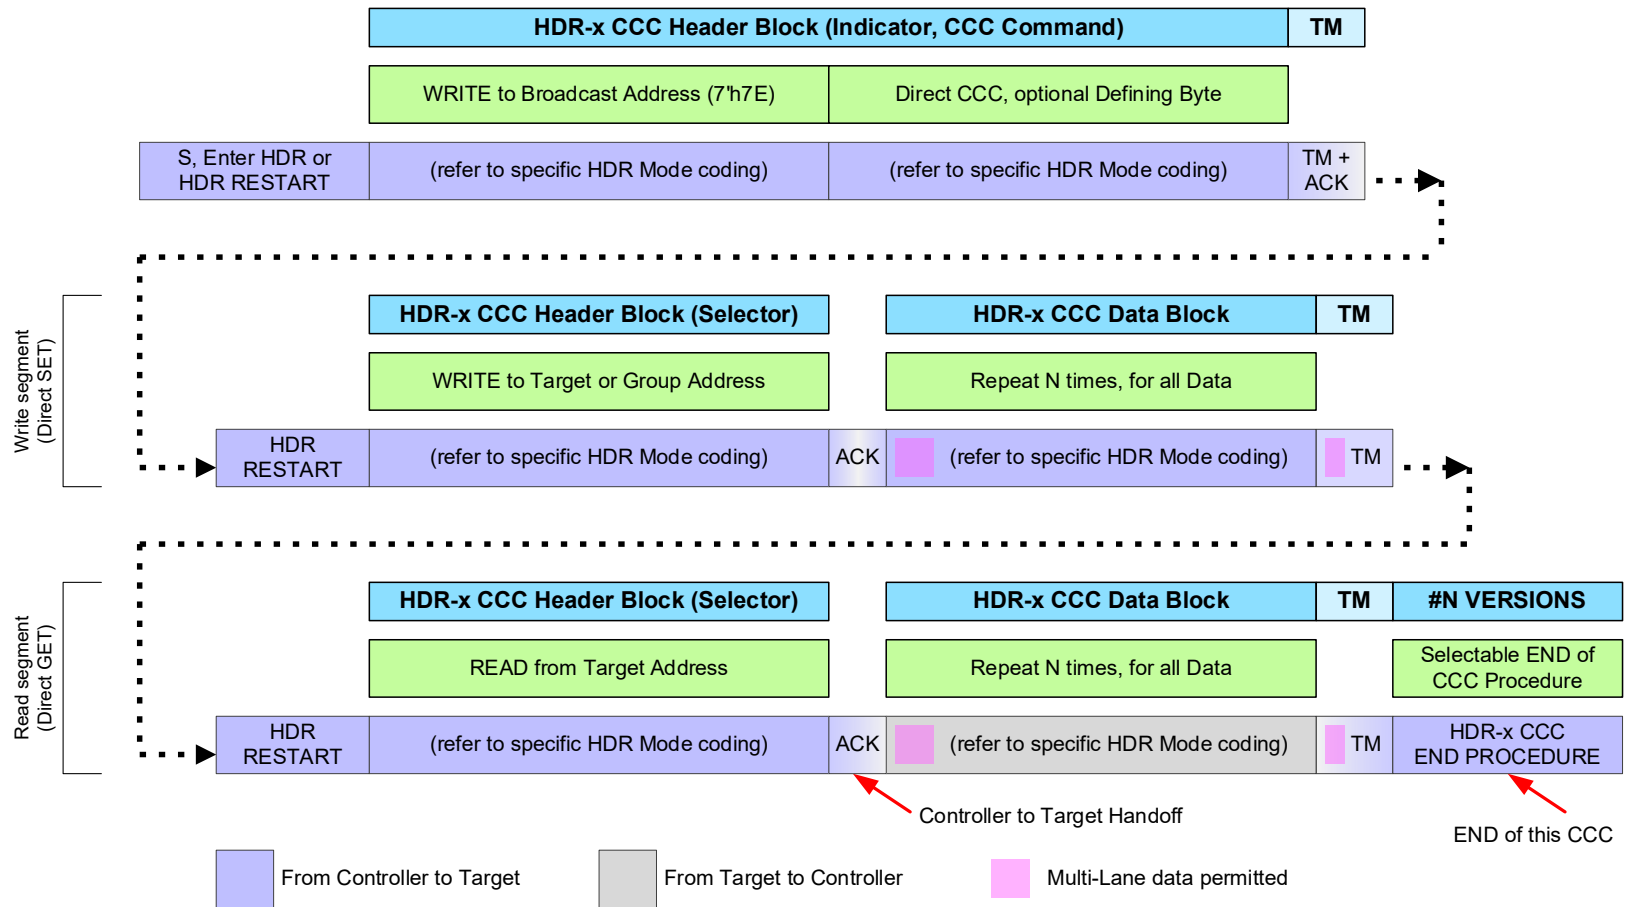 HDR-x CCC Header Block (Indicator, CCC Command)
TM
WRITE to Broadcast Address (7'h7E)
Direct CCC, optional Defining Byte
S, Enter HDR or
HDR RESTART
(refer to specific HDR Mode coding)
(refer to specific HDR Mode coding)
TM +
ACK
Write segment
(Direct SET)
HDR-x CCC Header Block (Selector)
HDR-x CCC Data Block
TM
WRITE to Target or Group Address
Repeat N times, for all Data
HDR
RESTART
(refer to specific HDR Mode coding)
ACK
(refer to specific HDR Mode coding)
TM
Read segment
(Direct GET)
HDR-x CCC Header Block (Selector)
HDR-x CCC Data Block
TM
#N VERSIONS
READ from Target Address
Repeat N times, for all Data
Selectable END of
CCC Procedure
HDR
RESTART
(refer to specific HDR Mode coding)
ACK
(refer to specific HDR Mode coding)
TM
HDR-x CCC
END PROCEDURE
Controller to Target Handoff
END of this CCC
From Controller to Target
From Target to Controller
Multi-Lane data permitted